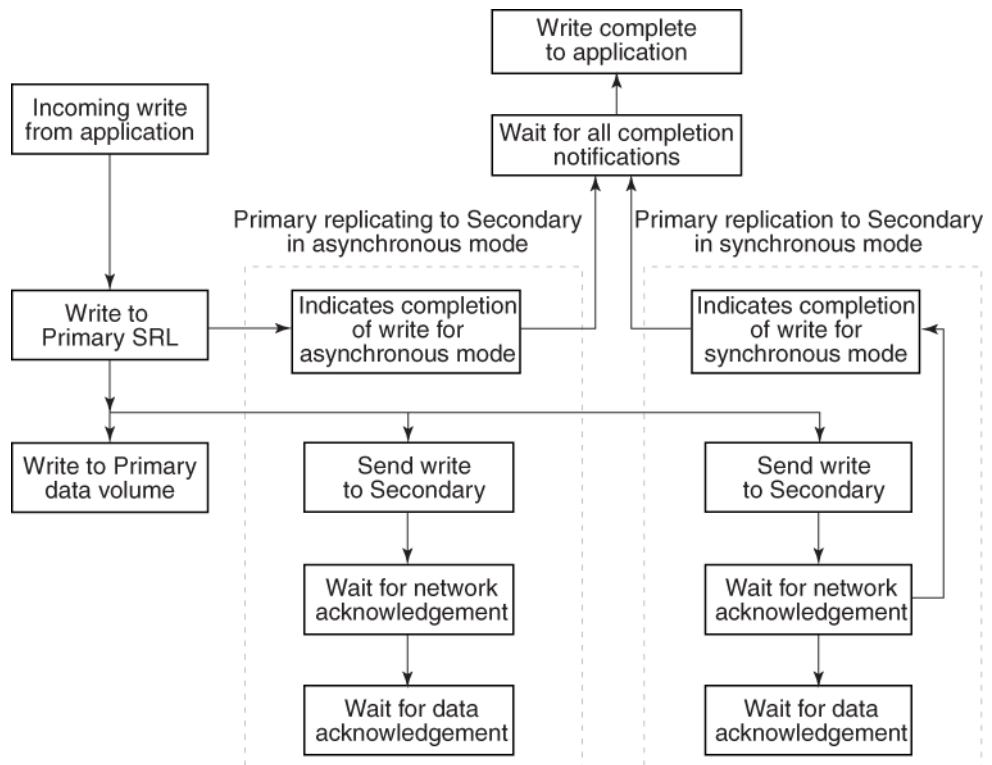 Write complete
to application
Incoming write
from application
Wait for all completion
notifications
Primary replicating to Secondary
in asynchronous mode
Primary replication to Secondary
in synchronous mode
Write to
Primary SRL
Indicates completion
of write for
asynchronous mode
Indicates completion
of write for
synchronous mode
Write to Primary
data volume
Send write
to Secondary
Send write
to Secondary
Wait for network
acknowledgement
Wait for network
acknowledgement
Wait for data
acknowledgement
Wait for data
acknowledgement